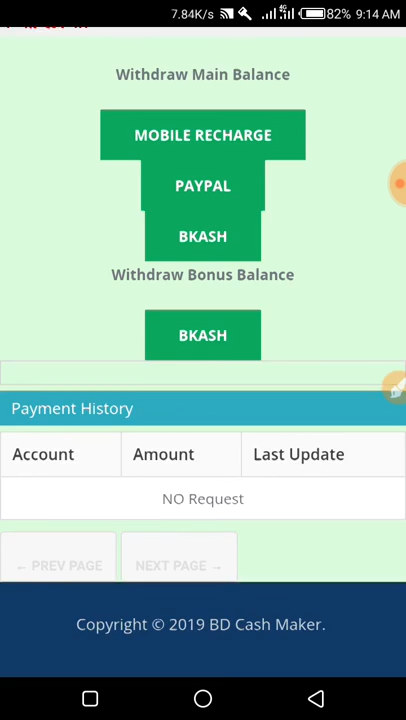 7.84K/s 4G 82% 9:14 AM
Withdraw Main Balance
MOBILE RECHARGE
PAYPAL
BKASH
Withdraw Bonus Balance
BKASH
Payment History
Account Amount Last Update
NO Request
← PREV PAGE NEXT PAGE →
Copyright © 2019 BD Cash Maker.